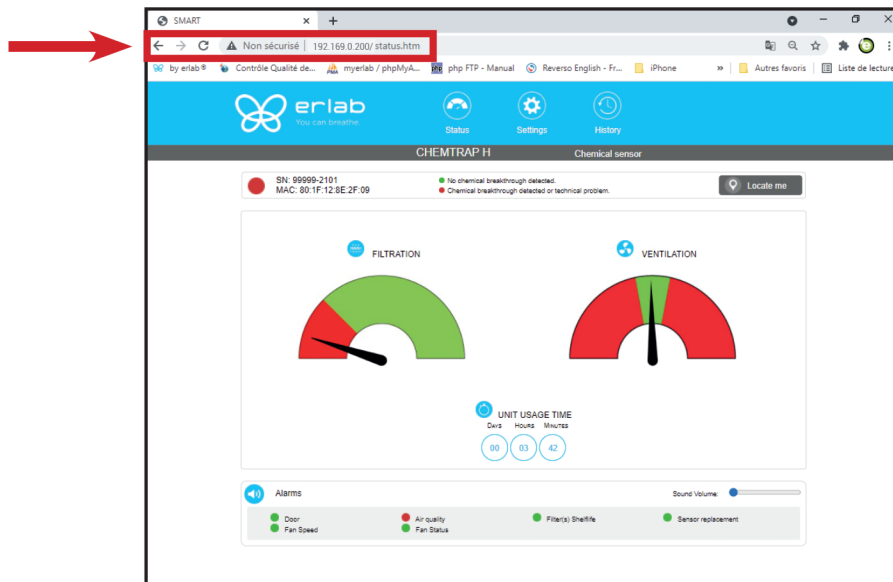 SMART
Non sécurisé | 192.169.0.200/ status.htm
by erlab®
Contrôle Qualité de...
myerlab / phpMyA...
php FTP - Manual
Reverso English - Fr...
iPhone
»
Autres favoris
Liste de lecture
erlab
You can breathe.
Status
Settings
History
CHEMTRAP H
Chemical sensor
SN: 99999-2101
MAC: 80:1F:12:8E:2F:09
No chemical breakthrough detected.
Chemical breakthrough detected or technical problem.
Locate me
FILTRATION
VENTILATION
UNIT USAGE TIME
DAYS HOURS MINUTES
00 03 42
Alarms
Sound Volume:
Door
Air quality
Filter(s) Shelflife
Sensor replacement
Fan Speed
Fan Status